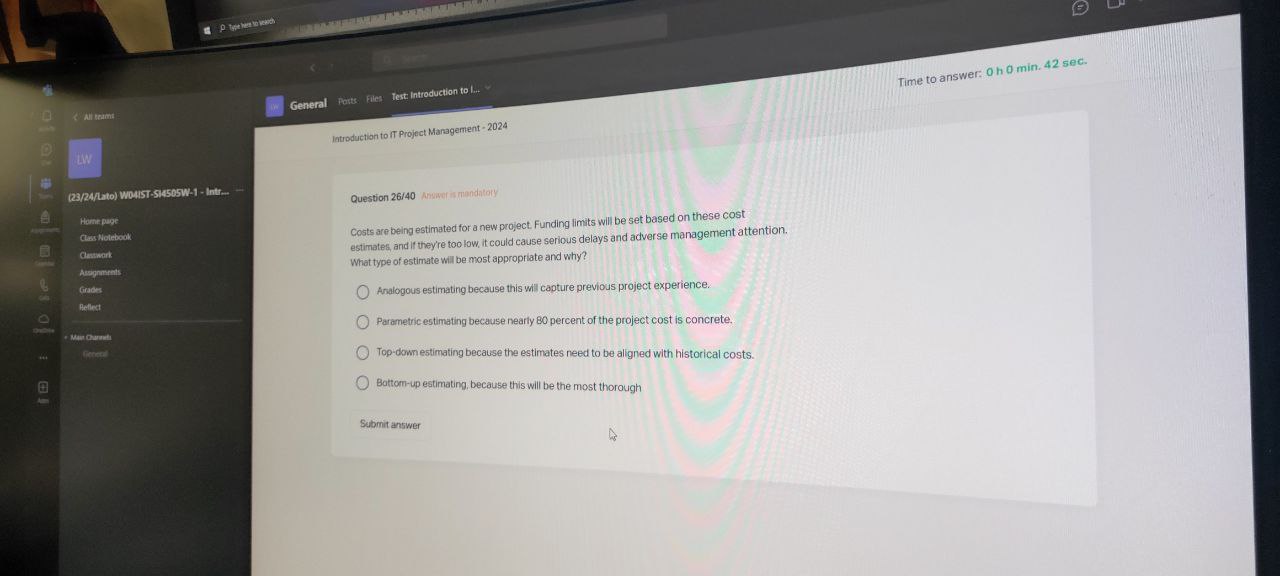 Type here to search
Search
All teams
LW
(23/24/Lato) W04IST-SI4505W-1 - Intr...
Home page
Class Notebook
Classwork
Assignments
Grades
Reflect
Main Channels
General
Teams
Assignments
Calendar
Calls
OneDrive
Apps
LW
General
Posts
Files
Test: Introduction to I...
Introduction to IT Project Management - 2024
Time to answer: 0 h 0 min. 42 sec.
Question 26/40 Answer is mandatory
Costs are being estimated for a new project. Funding limits will be set based on these cost
estimates, and if they're too low, it could cause serious delays and adverse management attention.
What type of estimate will be most appropriate and why?
Analogous estimating because this will capture previous project experience.
Parametric estimating because nearly 80 percent of the project cost is concrete.
Top-down estimating because the estimates need to be aligned with historical costs.
Bottom-up estimating, because this will be the most thorough
Submit answer